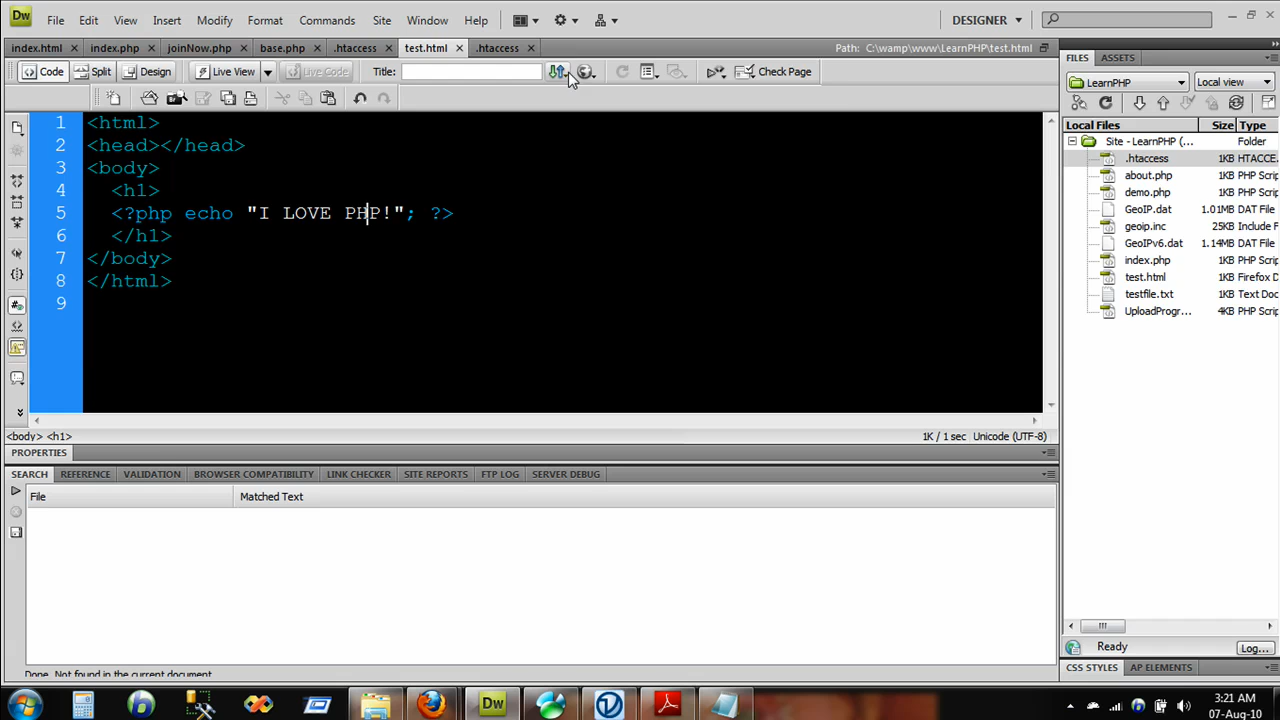 Dw File Edit View Insert Modify Format Commands Site Window Help DESIGNER
index.html × index.php × joinNow.php × base.php × .htaccess × test.html × .htaccess × Path: C:\wamp\www\LearnPHP\test.html
Code Split Design Live View Live Code Title: Check Page
1 <html>
2 <head></head>
3 <body>
4 <h1>
5 <?php echo "I LOVE PHP!"; ?>
6 </h1>
7 </body>
8 </html>
9
<body> <h1> 1K / 1 sec Unicode (UTF-8)
PROPERTIES
SEARCH REFERENCE VALIDATION BROWSER COMPATIBILITY LINK CHECKER SITE REPORTS FTP LOG SERVER DEBUG
File Matched Text
Done. Not found in the current document.
FILES ASSETS
LearnPHP Local view
Local Files Size Type
Site - LearnPHP (... Folder
.htaccess 1KB HTACCE.
about.php 1KB PHP Scri
demo.php 1KB PHP Scri
GeoIP.dat 1.01MB DAT File
geoip.inc 25KB Include F
GeoIPv6.dat 1.14MB DAT File
index.php 1KB PHP Scri
test.html 1KB Firefox D
testfile.txt 1KB Text Doc
UploadProgr... 4KB PHP Scri
Ready Log...
CSS STYLES AP ELEMENTS
Dw
3:21 AM
07-Aug-10